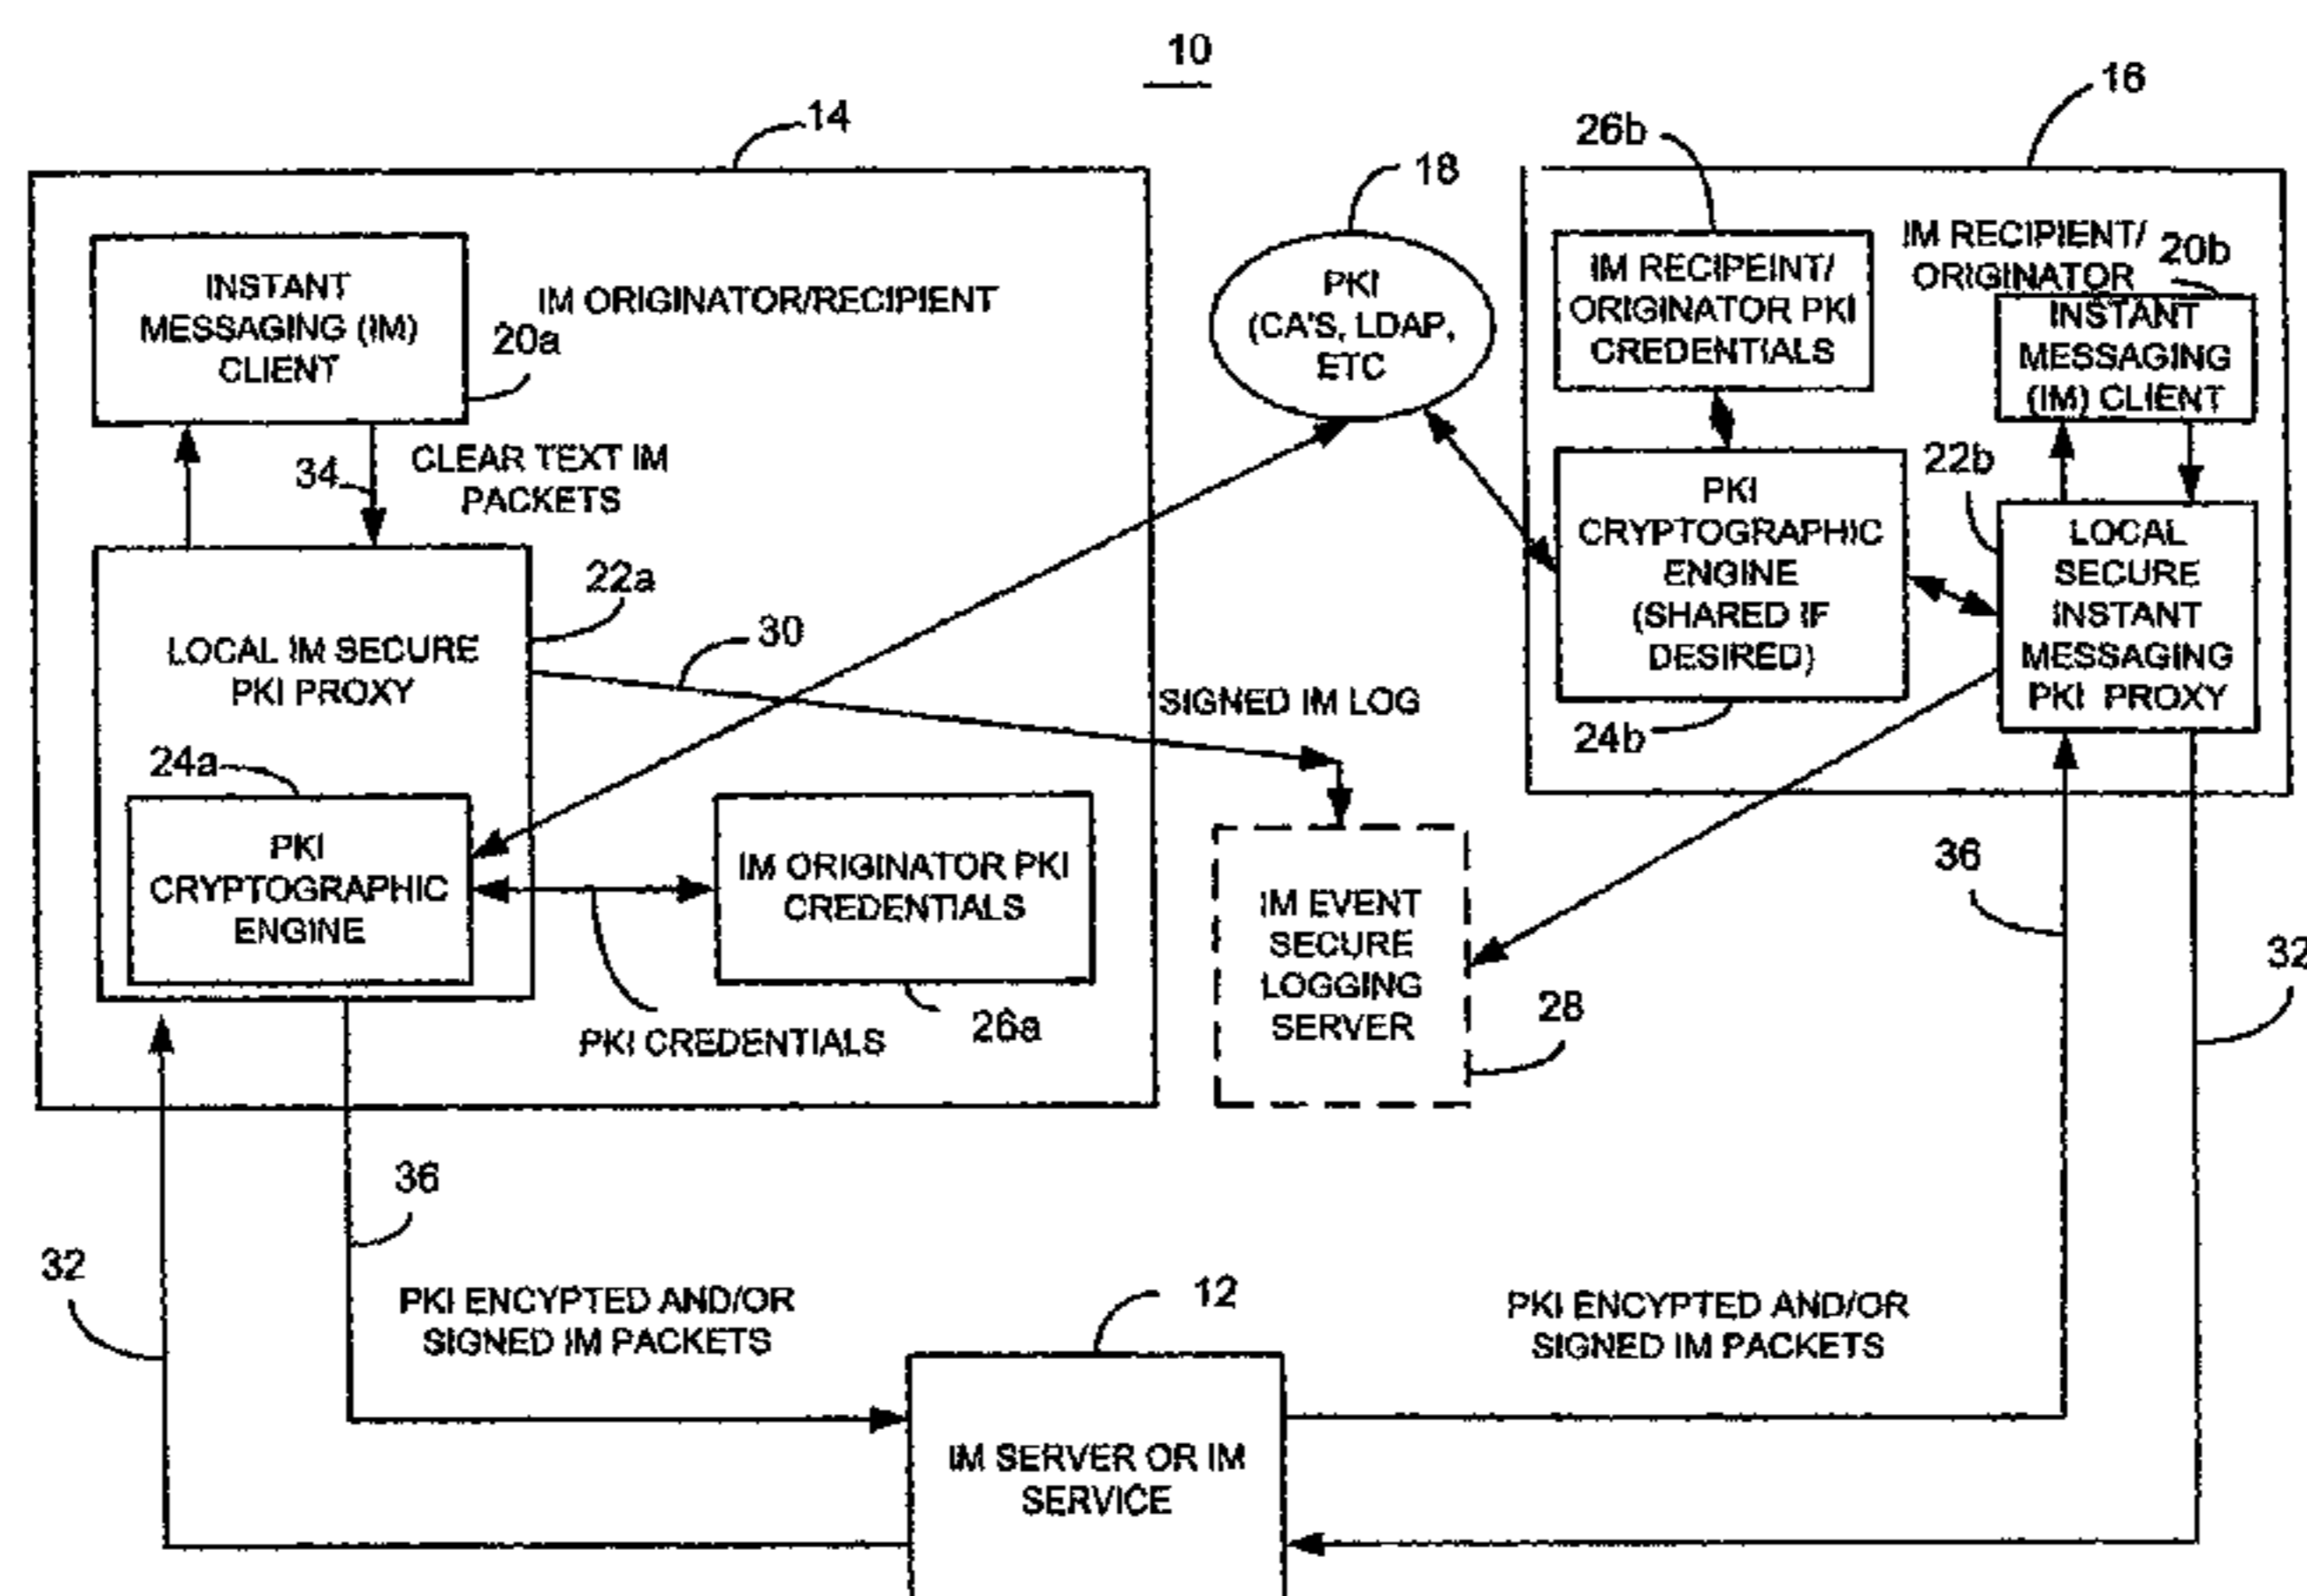 10
14
16
26b
18
INSTANT
MESSAGING (IM)
CLIENT
IM ORIGINATOR/RECIPIENT
20a
PKI
(CA'S, LDAP,
ETC
IM RECIPEINT/
ORIGINATOR PKI
CREDENTIALS
IM RECIPIENT/
ORIGINATOR
20b
INSTANT
MESSAGING
(IM) CLIENT
34
CLEAR TEXT IM
PACKETS
22b
PKI
CRYPTOGRAPHIC
ENGINE
(SHARED IF
DESIRED)
LOCAL
SECURE
INSTANT
MESSAGING
PKI PROXY
22a
30
LOCAL IM SECURE
PKI PROXY
SIGNED IM LOG
24b
24a
PKI
CRYPTOGRAPHIC
ENGINE
IM ORIGINATOR PKI
CREDENTIALS
IM EVENT
SECURE
LOGGING
SERVER
36
32
28
PKI CREDENTIALS
26a
36
32
PKI ENCYPTED AND/OR
SIGNED IM PACKETS
12
PKI ENCYPTED AND/OR
SIGNED IM PACKETS
IM SERVER OR IM
SERVICE